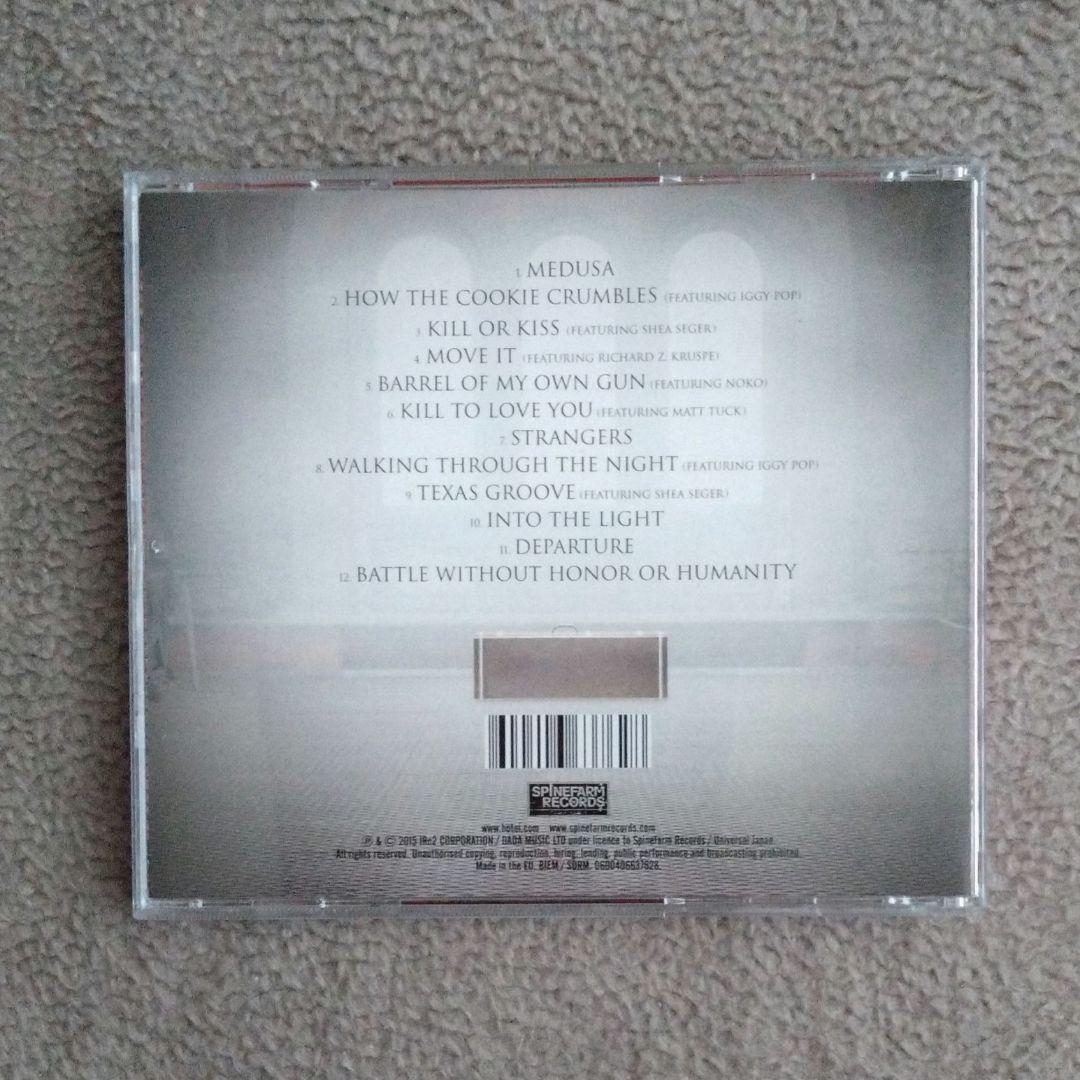 1. MEDUSA
2. HOW THE COOKIE CRUMBLES (FEATURING IGGY POP)
3. KILL OR KISS (FEATURING SHEA SEGER)
4. MOVE IT (FEATURING RICHARD Z. KRUSPE)
5. BARREL OF MY OWN GUN (FEATURING NOKO)
6. KILL TO LOVE YOU (FEATURING MATT TUCK)
7. STRANGERS
8. WALKING THROUGH THE NIGHT (FEATURING IGGY POP)
9. TEXAS GROOVE (FEATURING SHEA SEGER)
10. INTO THE LIGHT
11. DEPARTURE
12. BATTLE WITHOUT HONOR OR HUMANITY
SPINEFARM
RECORDS
www.hotei.com www.spinefarmrecords.com
℗ & © 2015 IRc2 CORPORATION / DADA MUSIC LTD under licence to Spinefarm Records / Universal Japan.
All rights reserved. Unauthorised copying, reproduction, hiring, lending, public performance and broadcasting prohibited.
Made in the EU. BIEM / SDRM.